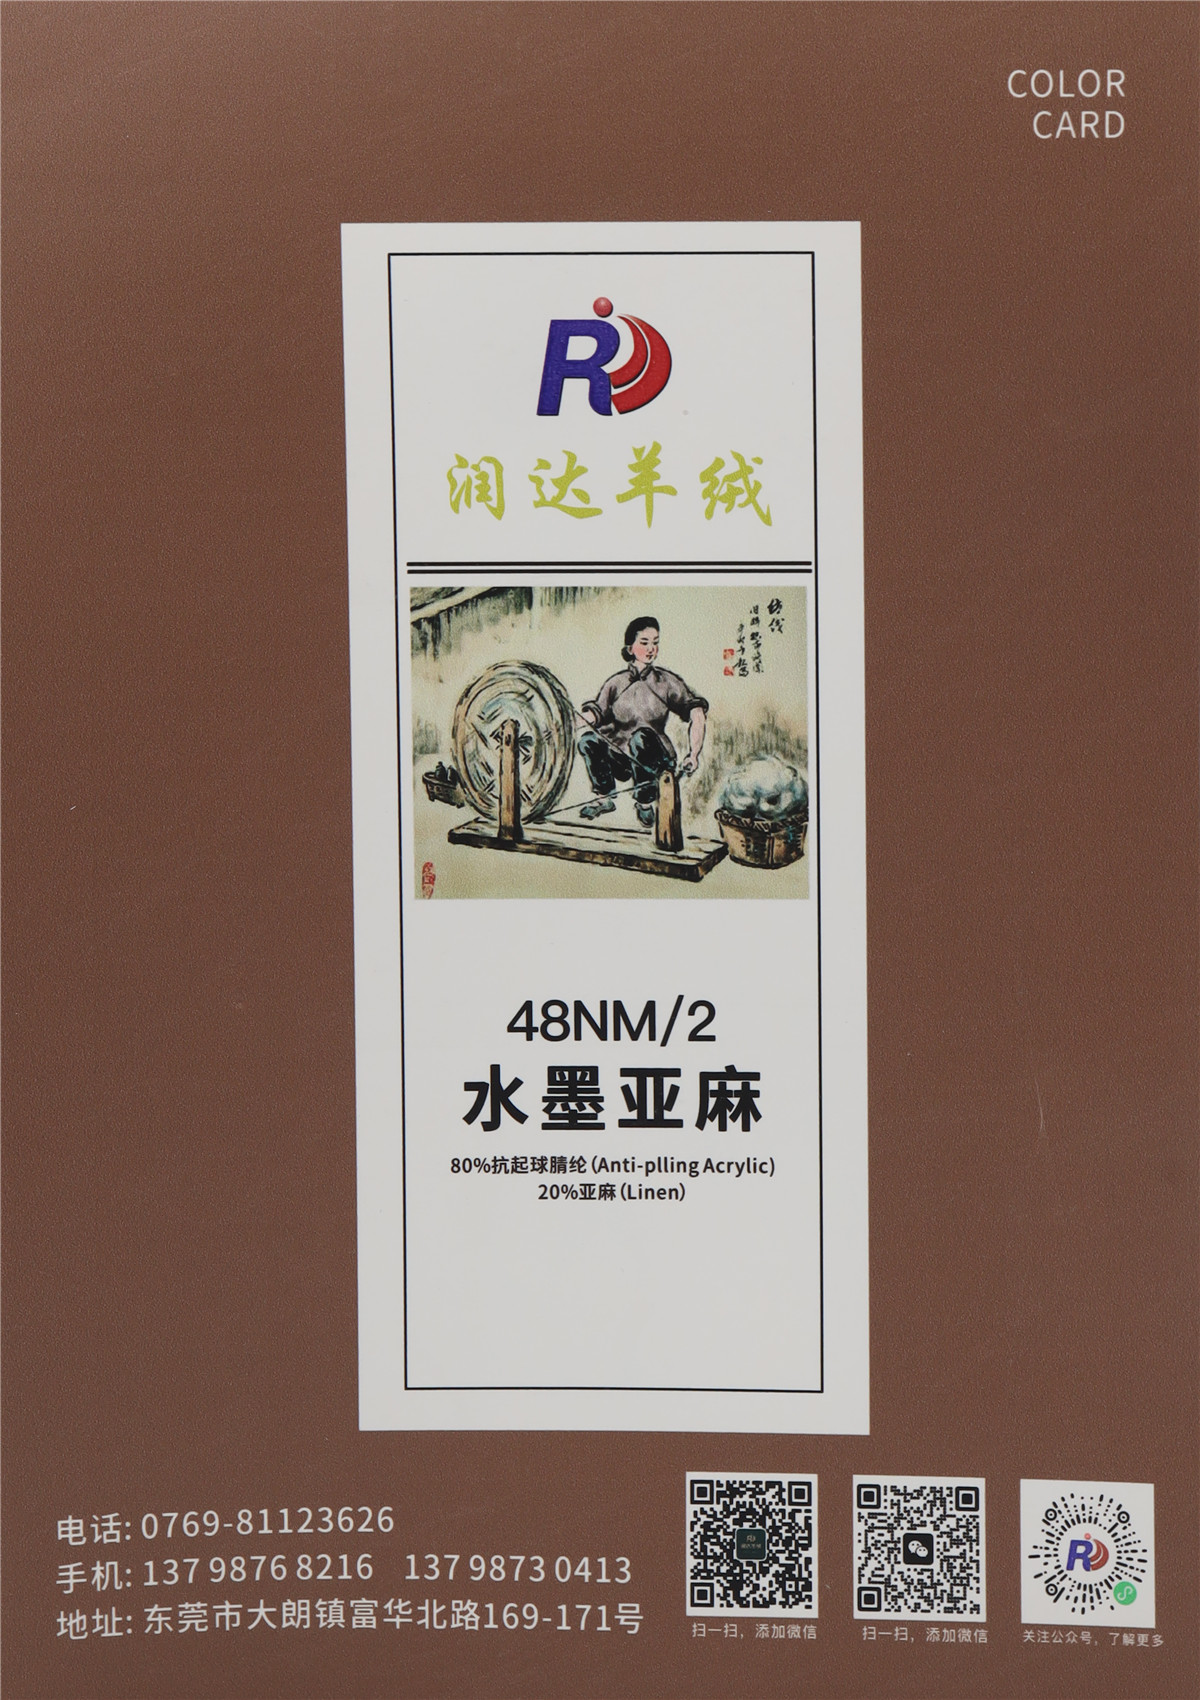 COLOR
CARD
润达羊绒
纺线
48NM/2
水墨亚麻
80%抗起球腈纶(Anti-plling Acrylic)
20%亚麻(Linen)
电话: 0769-81123626
手机: 137 9876 8216 137 9873 0413
地址: 东莞市大朗镇富华北路169-171号
扫一扫，添加微信
扫一扫，添加微信
关注公众号，了解更多